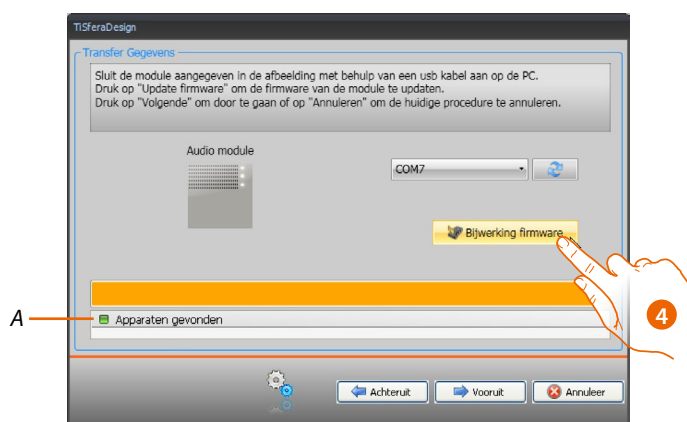 TiSferaDesign
Transfer Gegevens
Sluit de module aangegeven in de afbeelding met behulp van een usb kabel aan op de PC.
Druk op "Update firmware" om de firmware van de module te updaten.
Druk op "Volgende" om door te gaan of op "Annuleren" om de huidige procedure te annuleren.
Audio module
COM7
Bijwerking firmware
A
Apparaten gevonden
4
Achteruit
Vooruit
Annuleer